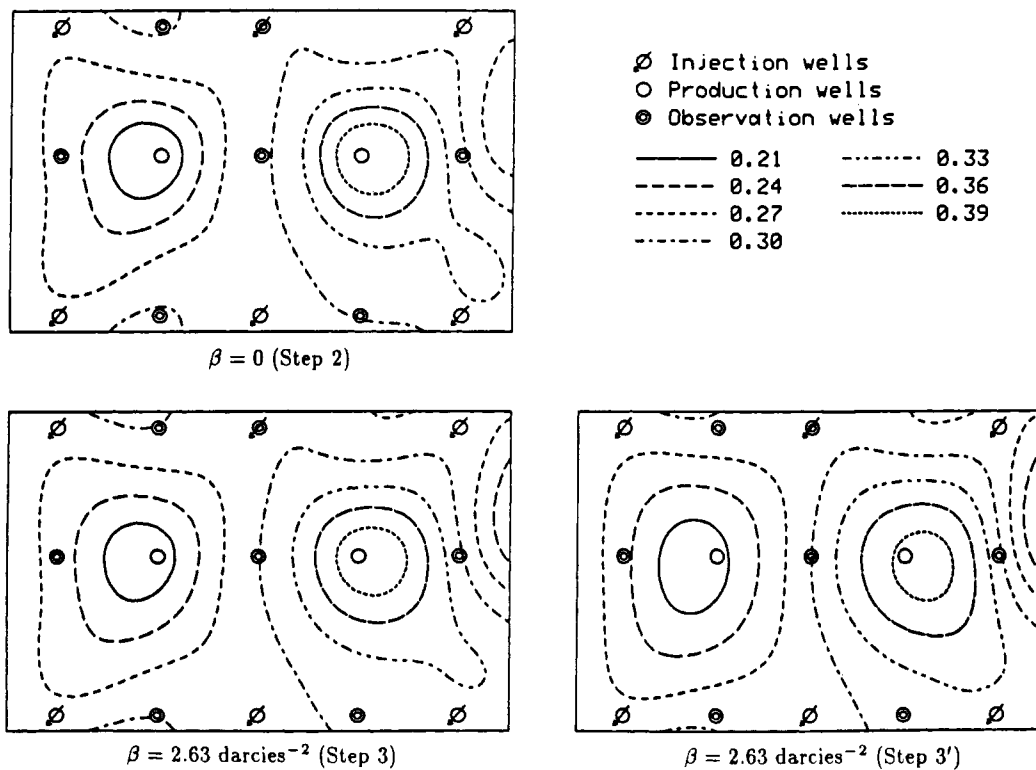 Injection wells
Production wells
Observation wells
0.21
0.33
0.24
0.36
0.27
0.39
0.30
β = 0 (Step 2)
β = 2.63 darcies⁻² (Step 3)
β = 2.63 darcies⁻² (Step 3′)